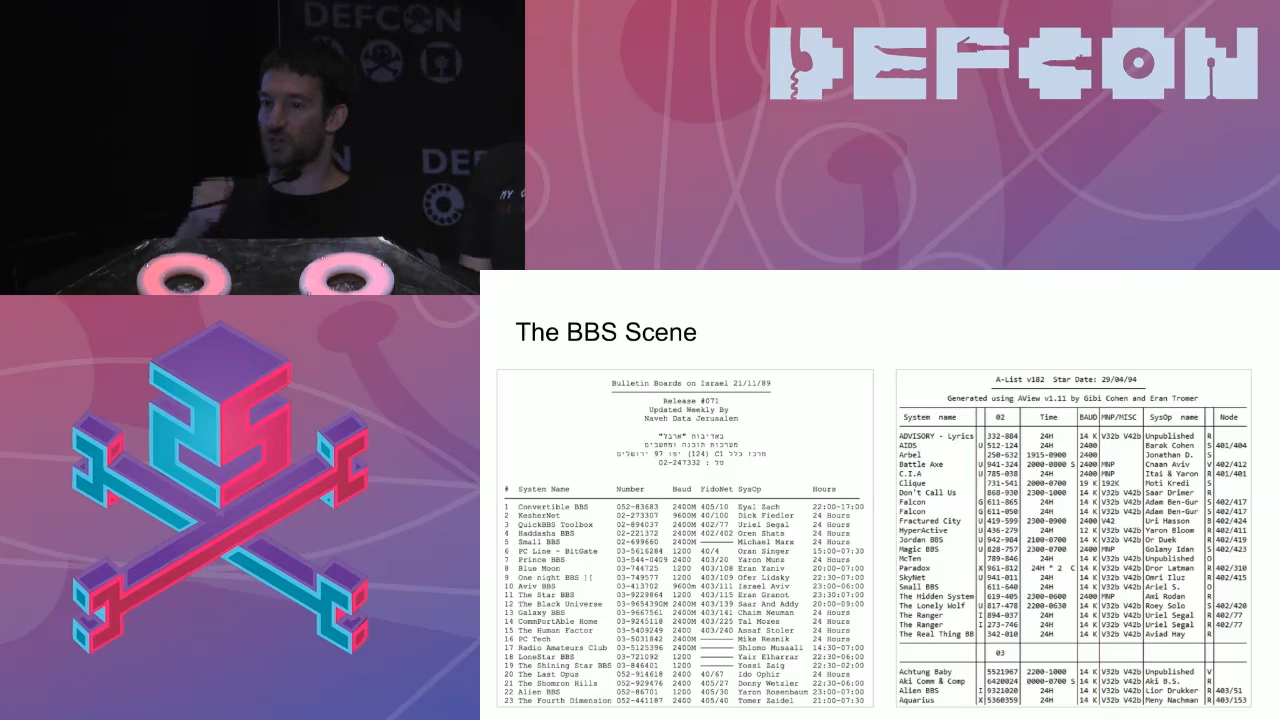 DEFCON
DEF
MY
DEFCON
The BBS Scene
Bulletin Boards on Israel 21/11/89
Release #071
Updated Weekly By
Naveh Data Jerusalem
באדיבות "ארבל"
מערכות תוכנה ומחשבים
מרכז כלל C1 (124) יפו 97 ירושלים
טל : 02-247332
# System Name Number Baud FidoNet SysOp Hours
1 Convertible BBS 052-83683 2400M 405/10 Eyal Zach 22:00-17:00
2 KesherNet 02-273307 9600M 40/100 Dick Fiedler 24 Hours
3 QuickBBS Toolbox 02-894037 2400M 402/77 Uriel Segal 24 Hours
4 Haddasha BBS 02-221372 2400M 402/402 Oren Shats 24 Hours
5 Small BBS 02-699660 2400M ——— Michael Marx 24 Hours
6 PC Line - BitGate 03-5616284 1200 40/4 Oran Singer 15:00-07:30
7 Prince BBS 03-544-0409 2400 403/20 Yaron Munz 24 Hours
8 Blue Moon 03-744725 1200 403/108 Eran Yaniv 20:00-07:00
9 One night BBS ][ 03-749577 1200 403/109 Ofer Lidsky 22:30-07:00
10 Aviv BBS 03-413702 9600m 403/111 Israel Aviv 23:00-06:00
11 The Star BBS 03-9229864 1200 403/115 Eran Granot 23:30:07:00
12 The Black Universe 03-9654390M 2400M 403/139 Saar And Addy 20:00-09:00
13 Galaxy BBS 03-9667561 2400M 403/141 Chaim Neuman 24 Hours
14 CommPortAble Home 03-9245118 2400M 403/225 Tal Mozes 24 Hours
15 The Human Factor 03-5409249 2400 403/240 Assaf Stoler 24 Hours
16 PC Tech 03-5031842 2400M ——— Mike Resnik 24 Hours
17 Radio Amateurs Club 03-5125396 2400M ——— Shlomo Musaali 14:30-07:00
18 LoneStar BBS 03-721092 1200 ——— Yair Elharrar 22:30-06:00
19 The Shining Star BBS 03-846401 1200 ——— Yossi Zaig 22:30-02:00
20 The Last Opus 052-914618 2400 40/67 Ido Ophir 24 Hours
21 The Shomron Hills 052-929476 2400 405/27 Donny Wetzler 22:30-06:00
22 Alien BBS 052-86701 1200 405/30 Yaron Rosenbaum 23:00-07:00
23 The Fourth Dimension 052-441187 2400 405/40 Tomer Zaidel 21:00-07:30
A-List v182 Star Date: 29/04/94
Generated using AView v1.11 by Gibi Cohen and Eran Tromer
System name 02 Time BAUD MNP/MISC SysOp name Node
ADVISORY - Lyrics 332-884 24H 14 K V32b V42b Unpublished R
AIDS U 512-124 24H 2400 Barak Cohen S 401/404
Arbel 250-632 1915-0900 2400 Jonathan D. S
Battle Axe U 941-324 2000-0800 S 2400 MNP Cnaan Aviv V 402/412
C.I.A U 785-038 24H 2400 MNP Itai & Yaron R 401/401
Clique 731-541 2000-0700 19 K 192K Moti Kredi S
Don't Call Us 868-930 2300-1000 14 K V32b V42b Saar Drimer R
Falcon G 611-865 24H 14 K V32b V42b Adam Ben-Gur S 402/417
Falcon G 611-050 24H 14 K V32b V42b Adam Ben-Gur S 402/417
Fractured City U 419-599 2300-0900 2400 V42 Uri Hasson B 402/424
HyperActive U 436-279 24H 14 K V32b V42b Yaron Bloom R 402/411
Jordan BBS U 942-984 2100-0700 14 K V32b V42b Or Duek R 402/419
Magic BBS U 828-757 2300-0700 2400 MNP Golany Idan S 402/423
McTen 789-846 24H 14 K V32b V42b Unpublished O
Paradox X 961-812 24H * 2 C 14 K V32b V42b Dror Latman R 402/310
SkyNet U 941-011 24H 14 K V32b V42b Omri Iluz R 402/415
Small BBS 611-640 24H 14 K V32b V42b Ariel S. O
The Hidden System 619-405 2300-0600 2400 MNP Ami Rodan R
The Lonely Wolf U 817-478 2200-0630 14 K V32b V42b Roey Solo S 402/420
The Ranger I 894-037 24H 14 K V32b V42b Uriel Segal R 402/77
The Ranger I 273-746 24H 14 K V32b V42b Uriel Segal R 402/77
The Real Thing BB 342-010 24H 14 K V32b V42b Aviad Hay R
03
Achtung Baby 5521967 2200-1000 14 K V32b V42b Unpublished V
Aki Comm & Comp 6420024 0000-0700 S 14 K V32b V42b Aki B.S. R
Alien BBS I 9321020 24H 14 K V32b V42b Lior Drukker R 403/51
Aquarius X 5360359 24H 14 K V32b V42b Meny Nachman R 403/153